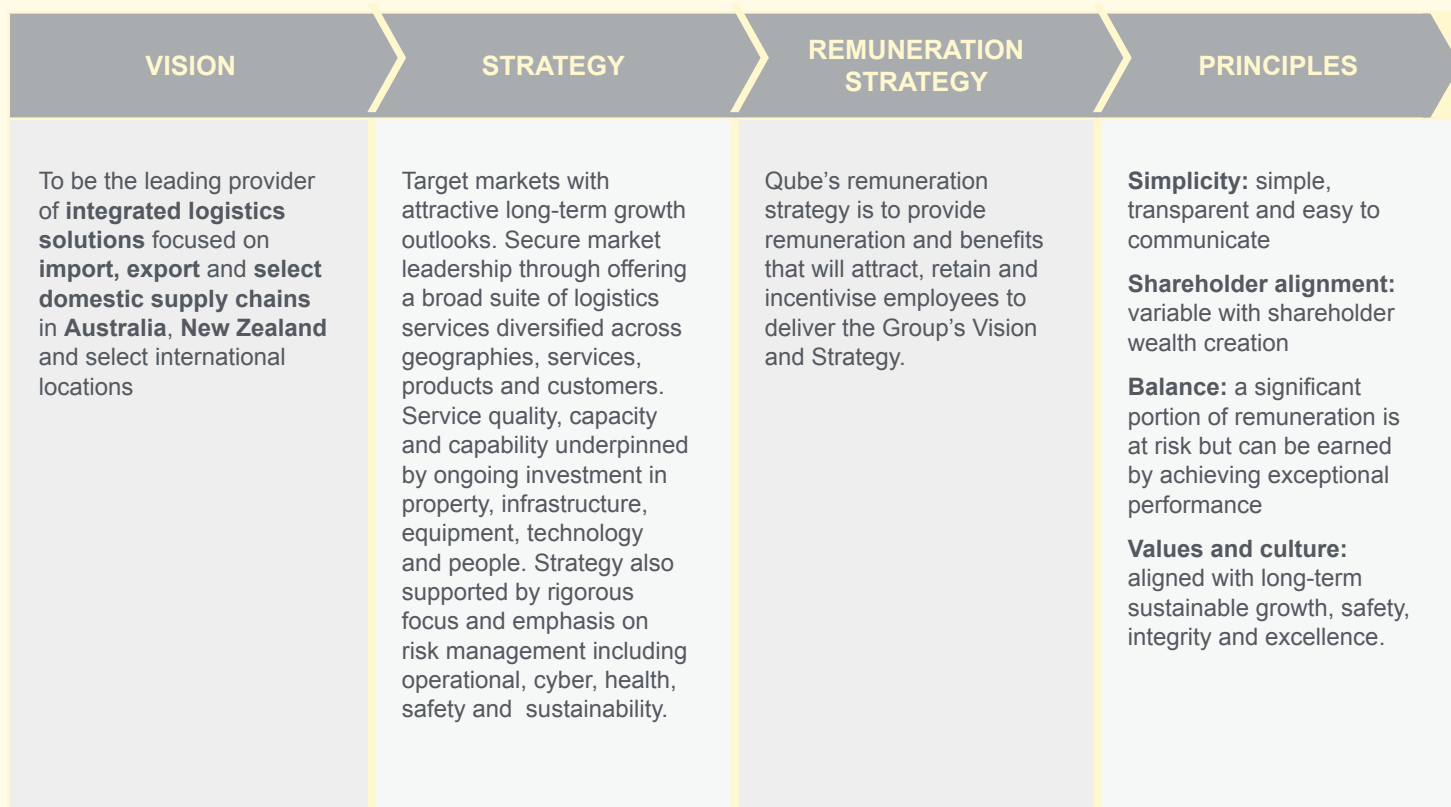 VISION
STRATEGY
REMUNERATION
STRATEGY
PRINCIPLES
To be the leading provider
of integrated logistics
solutions focused on
import, export and select
domestic supply chains
in Australia, New Zealand
and select international
locations
Target markets with
attractive long-term growth
outlooks. Secure market
leadership through offering
a broad suite of logistics
services diversified across
geographies, services,
products and customers.
Service quality, capacity
and capability underpinned
by ongoing investment in
property, infrastructure,
equipment, technology
and people. Strategy also
supported by rigorous
focus and emphasis on
risk management including
operational, cyber, health,
safety and  sustainability.
Qube’s remuneration
strategy is to provide
remuneration and benefits
that will attract, retain and
incentivise employees to
deliver the Group’s Vision
and Strategy.
Simplicity: simple,
transparent and easy to
communicate
Shareholder alignment:
variable with shareholder
wealth creation
Balance: a significant
portion of remuneration is
at risk but can be earned
by achieving exceptional
performance
Values and culture:
aligned with long-term
sustainable growth, safety,
integrity and excellence.